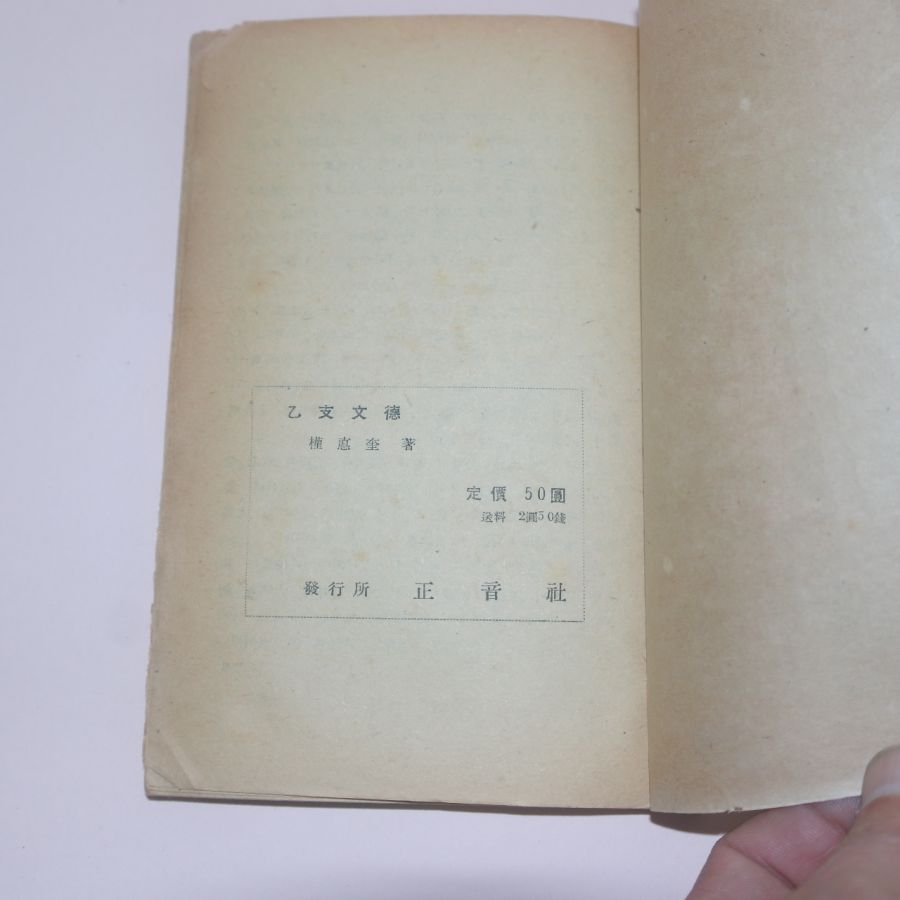 乙支文德
權悳奎 著
定價 50圓
送料 2圓50錢
發行所 正音社